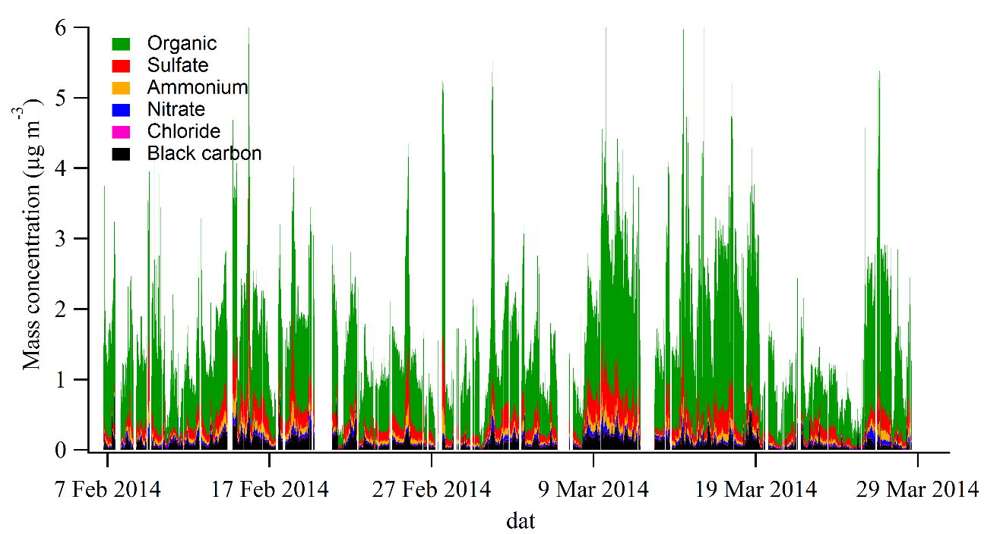 6
5
4
3
2
1
0
Mass concentration (µg m-3)
Organic
Sulfate
Ammonium
Nitrate
Chloride
Black carbon
7 Feb 2014
17 Feb 2014
27 Feb 2014
9 Mar 2014
19 Mar 2014
29 Mar 2014
dat